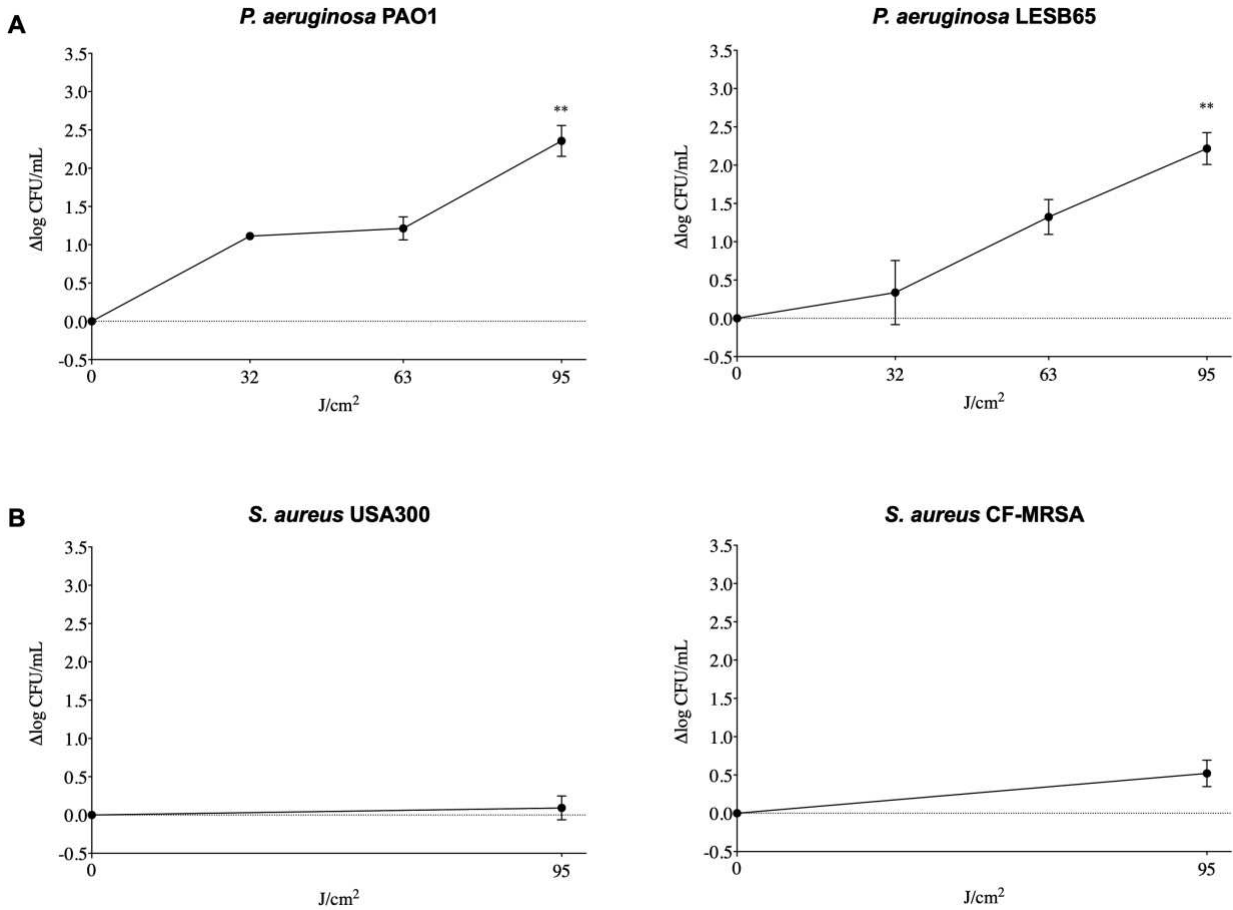 A
P. aeruginosa PAO1
3.5
3.0
2.5
2.0
1.5
1.0
0.5
0.0
-0.5
Δlog CFU/mL
**
0 32 63 95
J/cm²
P. aeruginosa LESB65
3.5
3.0
2.5
2.0
1.5
1.0
0.5
0.0
-0.5
Δlog CFU/mL
**
0 32 63 95
J/cm²
B
S. aureus USA300
3.5
3.0
2.5
2.0
1.5
1.0
0.5
0.0
-0.5
Δlog CFU/mL
0 95
J/cm²
S. aureus CF-MRSA
3.5
3.0
2.5
2.0
1.5
1.0
0.5
0.0
-0.5
Δlog CFU/mL
0 95
J/cm²